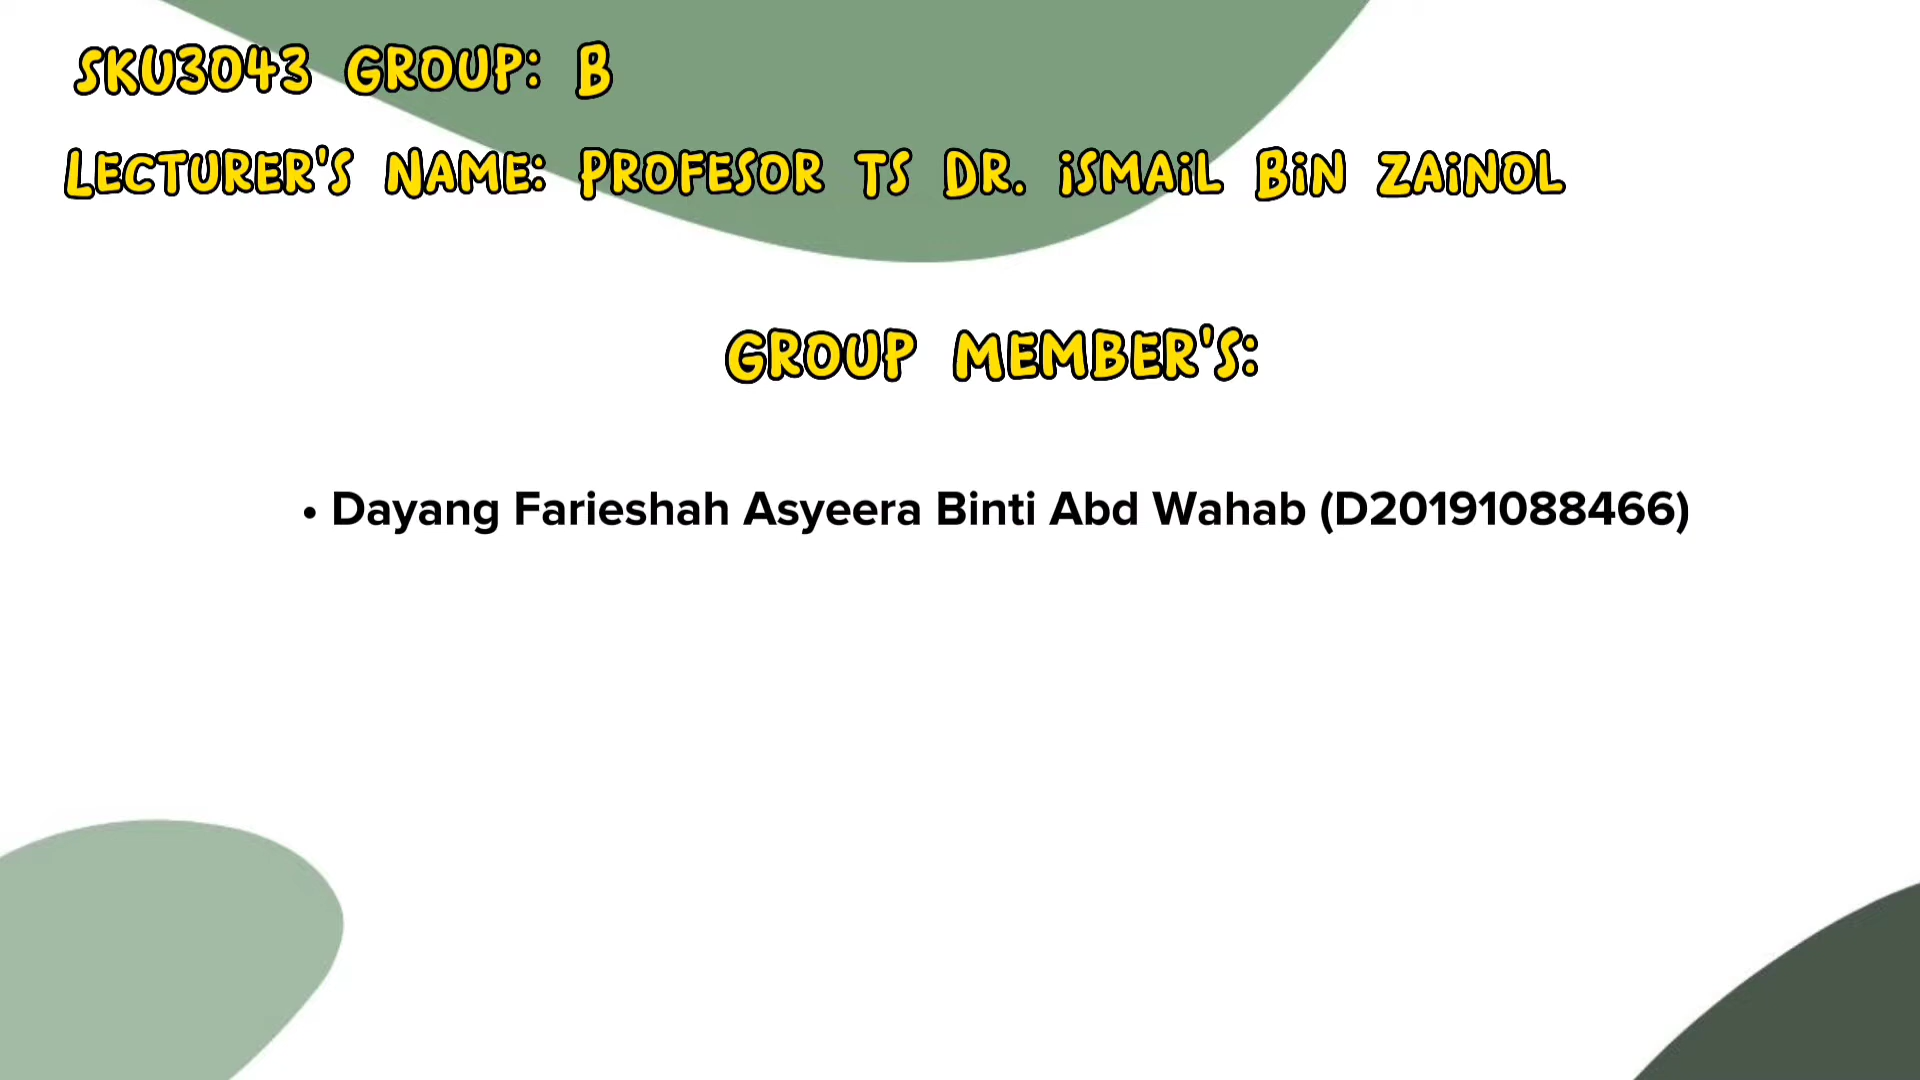 SKU3043 GROUP: B
LECTURER'S NAME: PROFESOR TS DR. iSMAiL BiN ZAiNOL
GROUP MEMBER'S:
• Dayang Farieshah Asyeera Binti Abd Wahab (D20191088466)